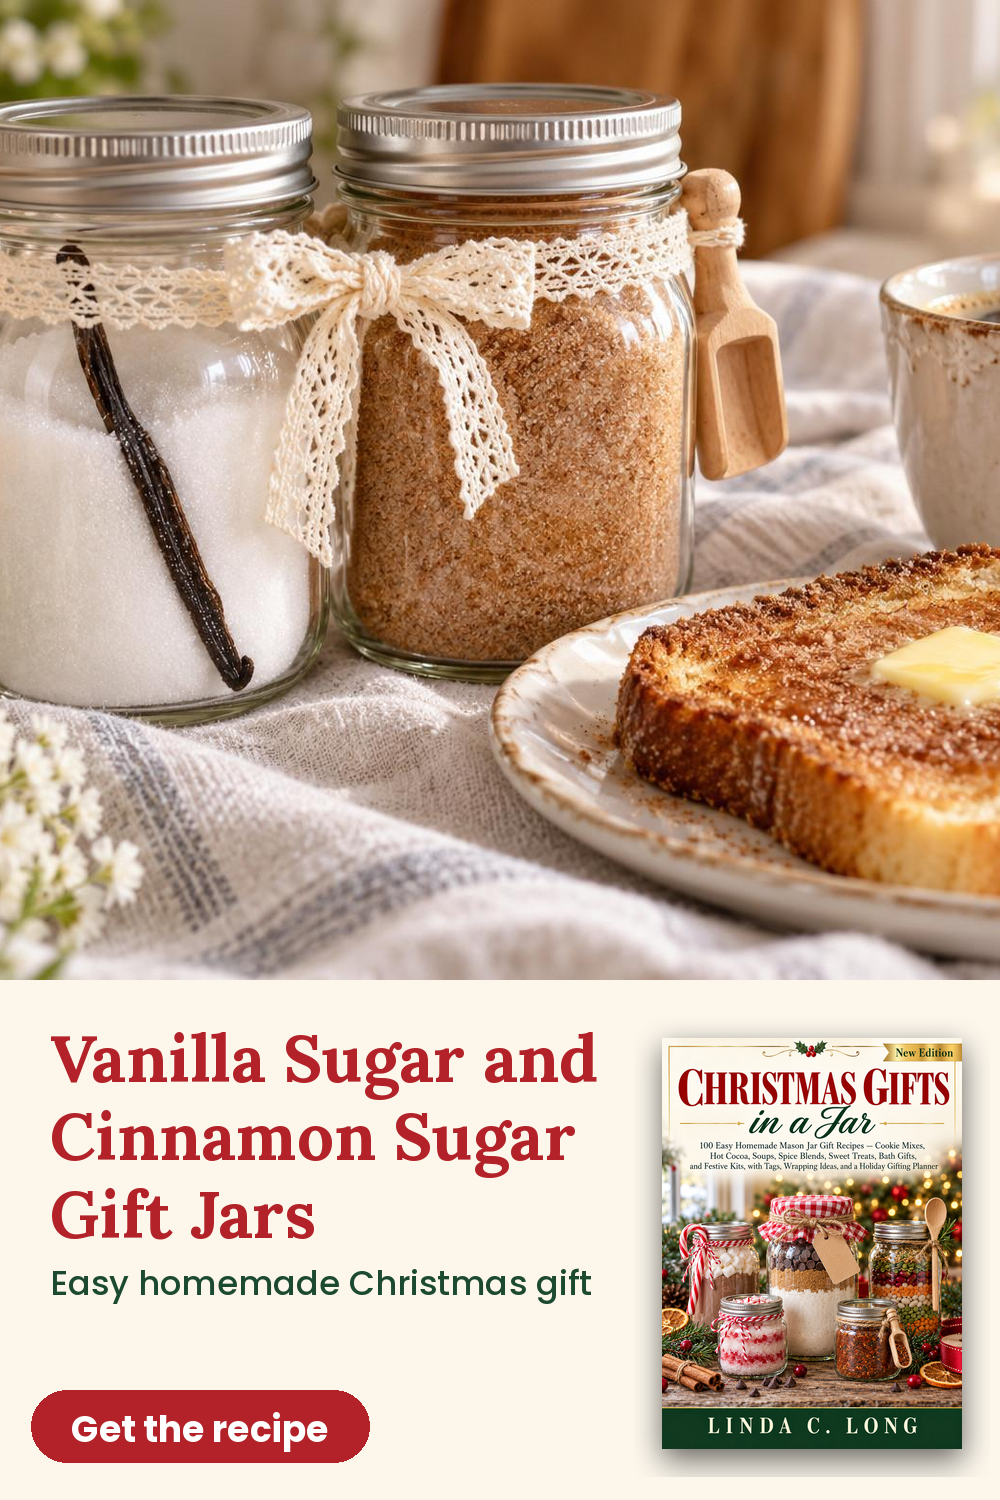 Vanilla Sugar and
Cinnamon Sugar
Gift Jars
Easy homemade Christmas gift
Get the recipe
New Edition
CHRISTMAS GIFTS
in a Jar
100 Easy Homemade Mason Jar Gift Recipes — Cookie Mixes,
Hot Cocoa, Soups, Spice Blends, Sweet Treats, Bath Gifts,
and Festive Kits, with Tags, Wrapping Ideas, and a Holiday Gifting Planner
LINDA C. LONG